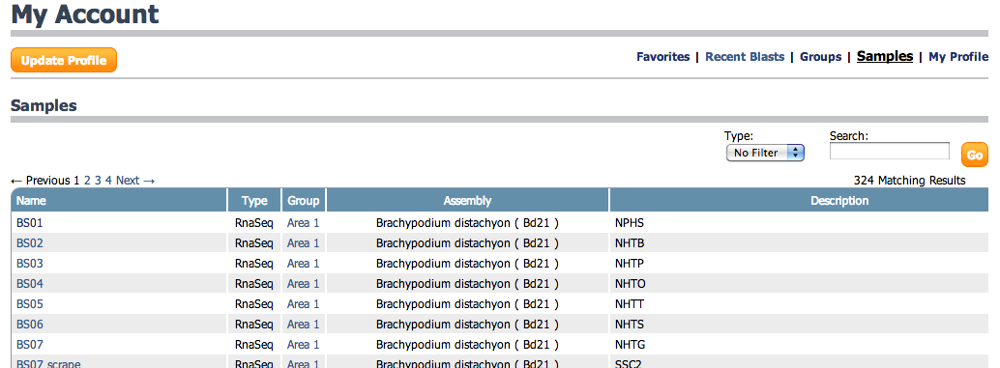 My Account
Update Profile
Favorites | Recent Blasts | Groups | Samples | My Profile
Samples
Type: Search:
No Filter Go
← Previous 1 2 3 4 Next → 324 Matching Results
Name Type Group Assembly Description
BS01 RnaSeq Area 1 Brachypodium distachyon ( Bd21 ) NPHS
BS02 RnaSeq Area 1 Brachypodium distachyon ( Bd21 ) NHTB
BS03 RnaSeq Area 1 Brachypodium distachyon ( Bd21 ) NHTP
BS04 RnaSeq Area 1 Brachypodium distachyon ( Bd21 ) NHTO
BS05 RnaSeq Area 1 Brachypodium distachyon ( Bd21 ) NHTT
BS06 RnaSeq Area 1 Brachypodium distachyon ( Bd21 ) NHTS
BS07 RnaSeq Area 1 Brachypodium distachyon ( Bd21 ) NHTG
BS07 scrape RnaSeq Area 1 Brachypodium distachyon ( Bd21 ) SSC2